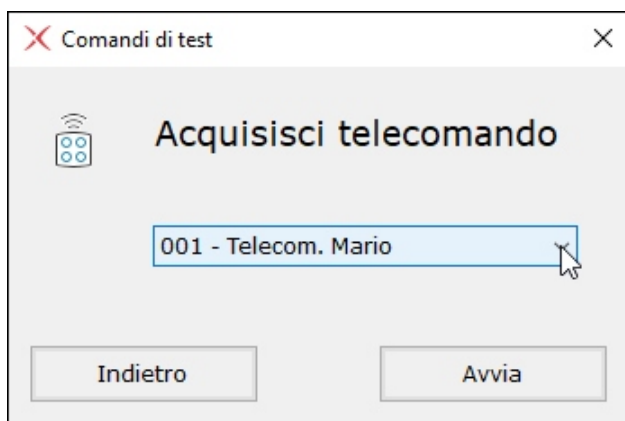 Comandi di test
Acquisisci telecomando
001 - Telecom. Mario
Indietro
Avvia